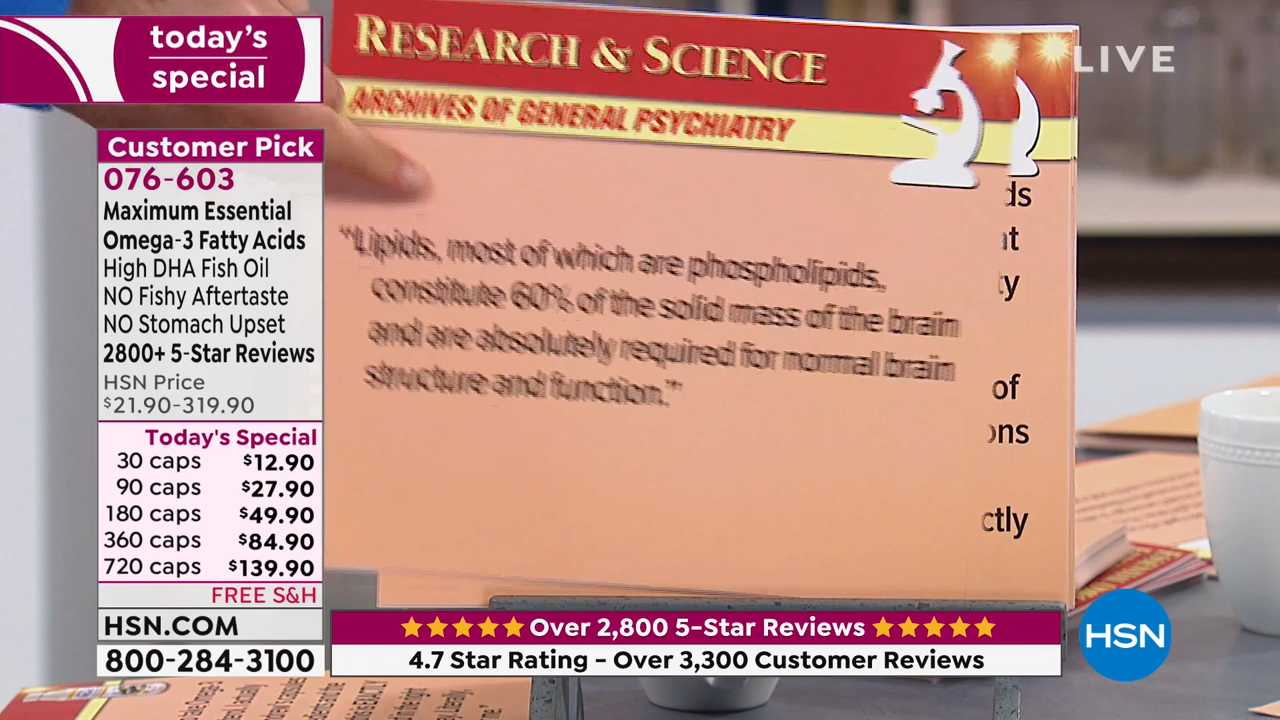 today's
special
Customer Pick
076-603
Maximum Essential
Omega-3 Fatty Acids
High DHA Fish Oil
NO Fishy Aftertaste
NO Stomach Upset
2800+ 5-Star Reviews
HSN Price
$21.90-319.90
Today's Special
30 caps $12.90
90 caps $27.90
180 caps $49.90
360 caps $84.90
720 caps $139.90
FREE S&H
HSN.COM
800-284-3100
RESEARCH & SCIENCE
ARCHIVES OF GENERAL PSYCHIATRY
"Lipids, most of which are phospholipids,
constitute 60% of the solid mass of the brain
and are absolutely required for normal brain
structure and function."
of
LIVE
Over 2,800 5-Star Reviews
4.7 Star Rating – Over 3,300 Customer Reviews
HSN